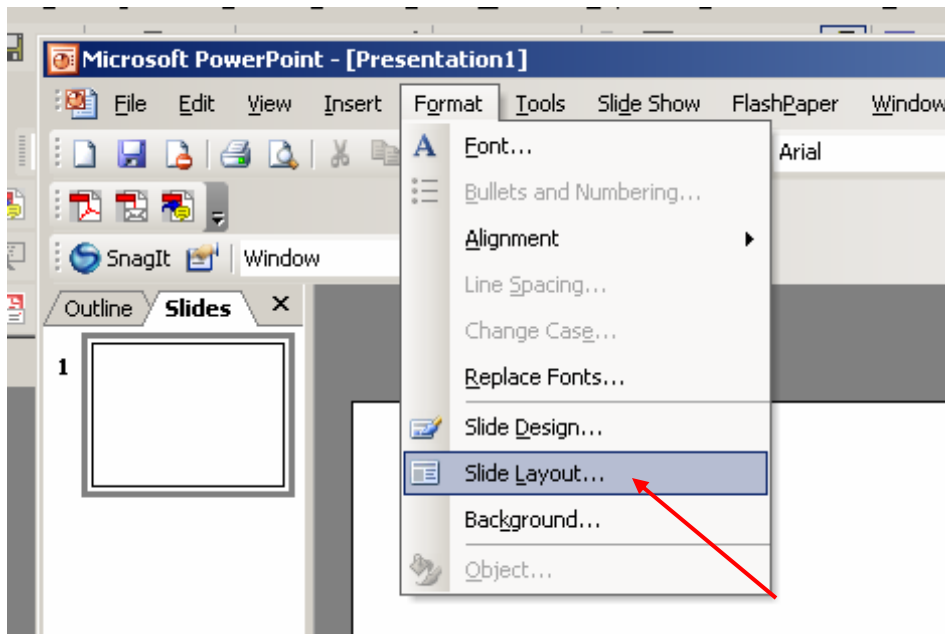 Microsoft PowerPoint - [Presentation1]
File Edit View Insert Format Tools Slide Show FlashPaper Window
Arial
SnagIt Window
Outline Slides
1
Font...
Bullets and Numbering...
Alignment
Line Spacing...
Change Case...
Replace Fonts...
Slide Design...
Slide Layout...
Background...
Object...